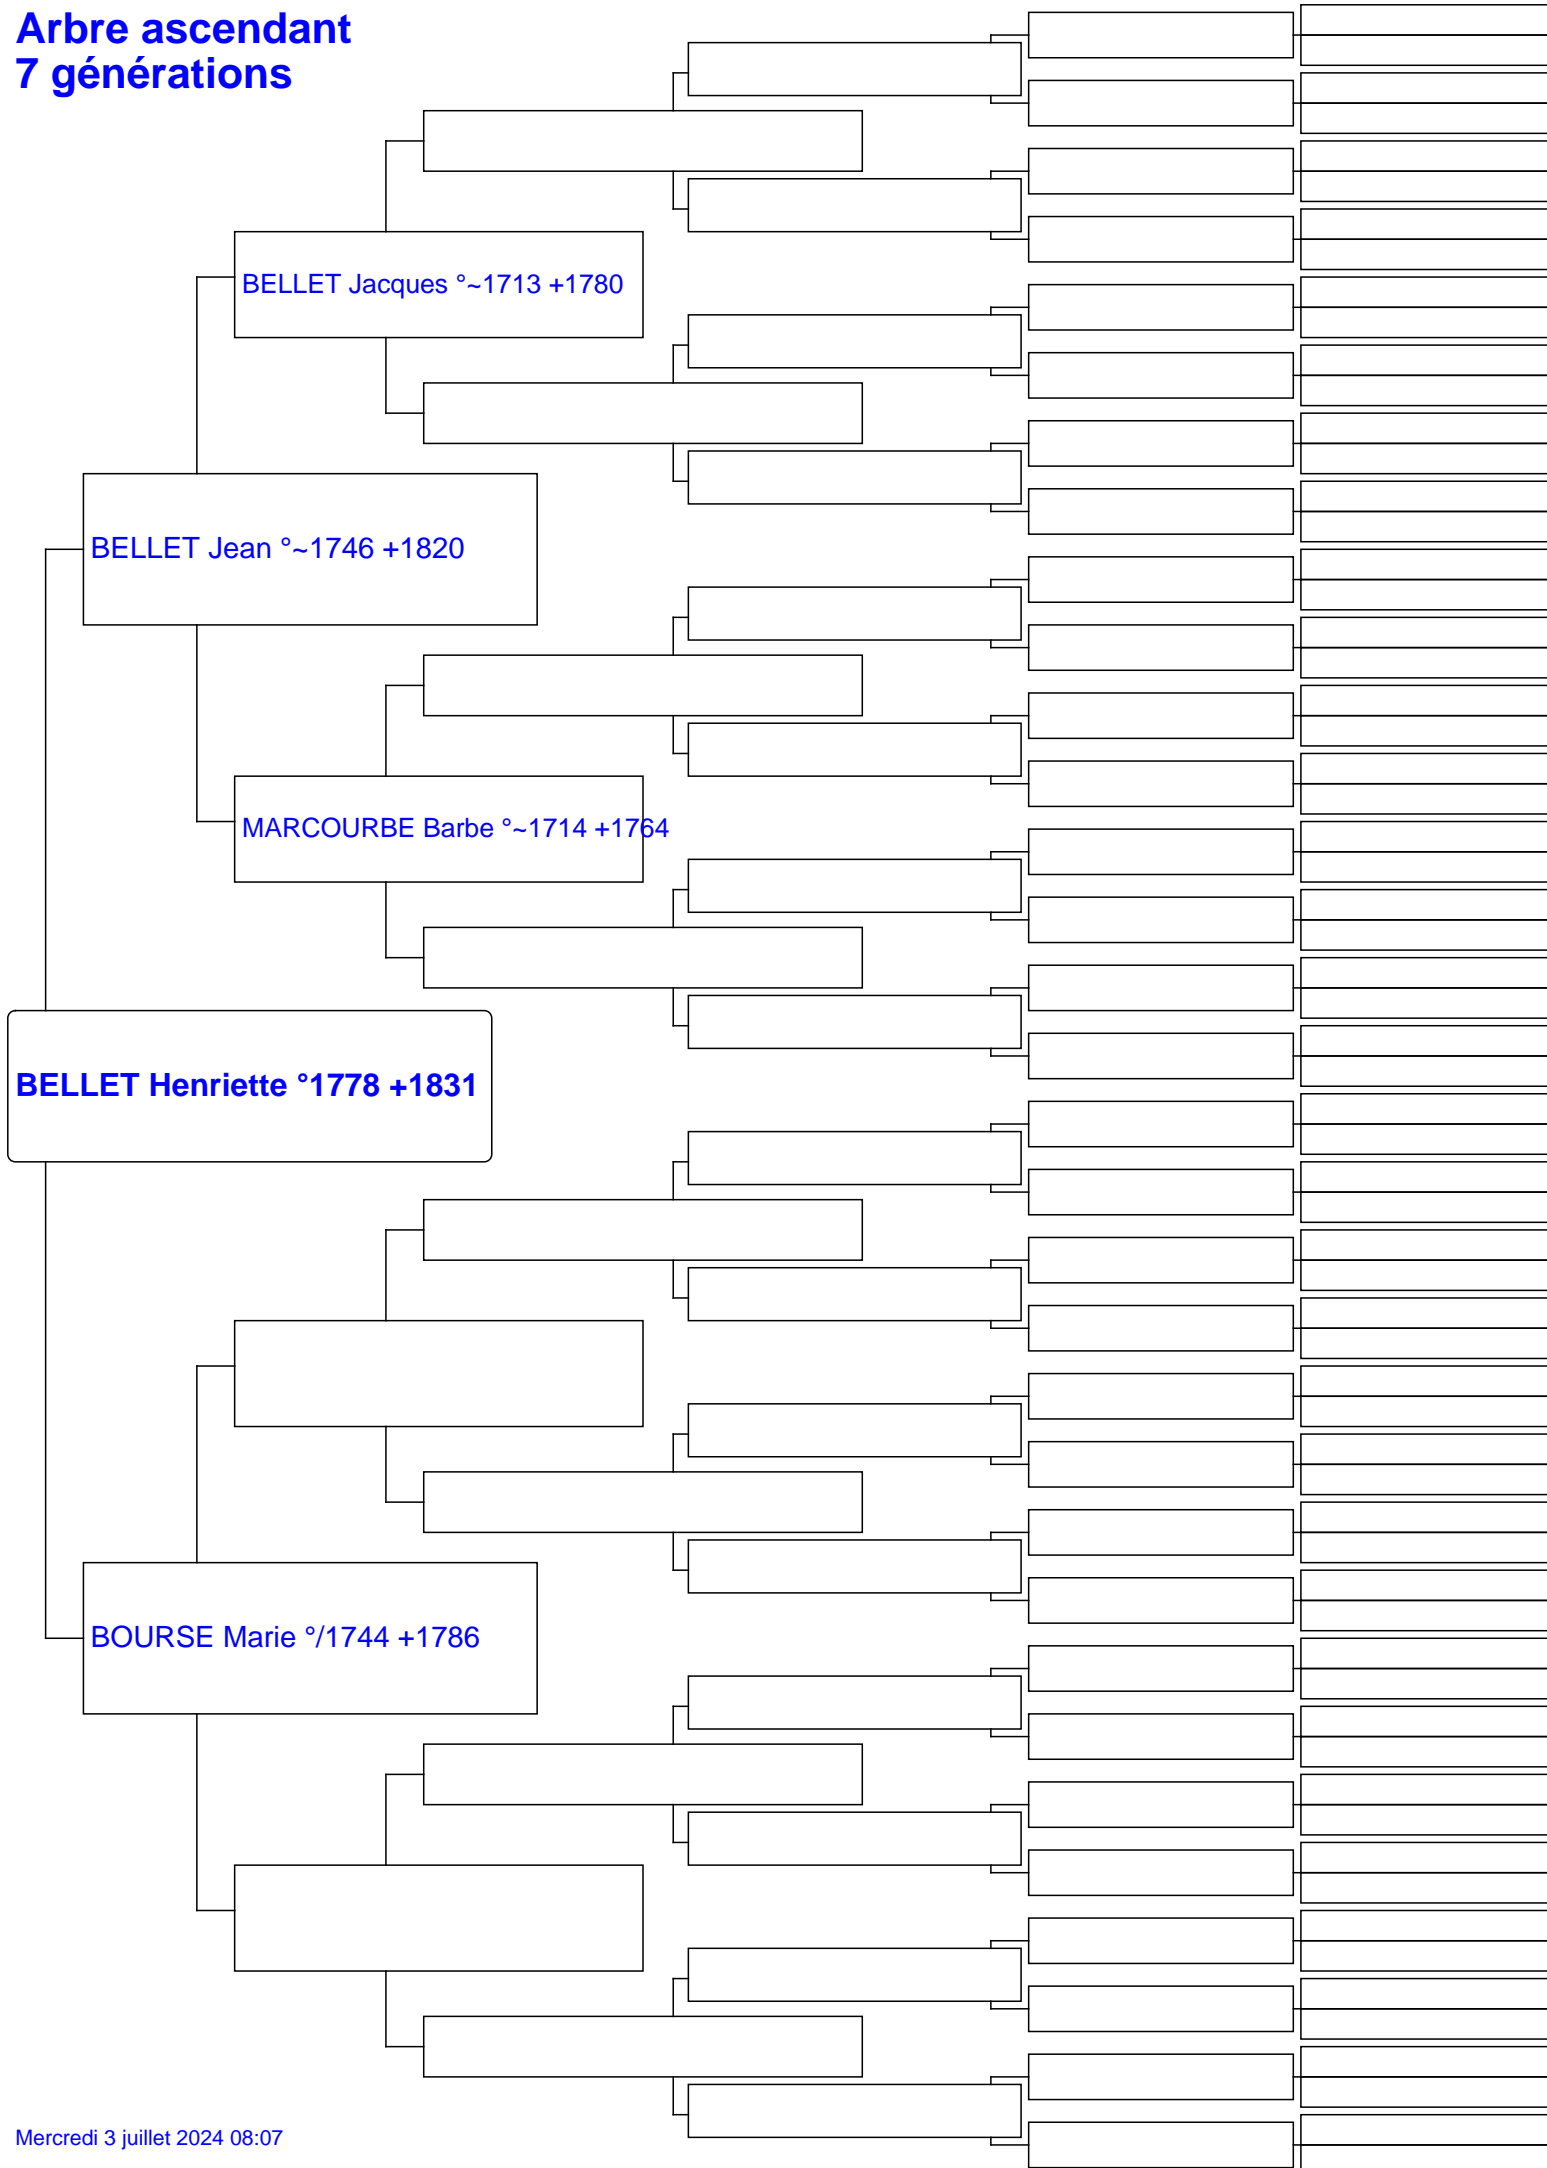 Arbre ascendant
7 générations
BELLET Jacques °~1713 +1780
BELLET Jean °~1746 +1820
MARCOURBE Barbe °~1714 +1764
BELLET Henriette °1778 +1831
BOURSE Marie °/1744 +1786
Mercredi 3 juillet 2024 08:07